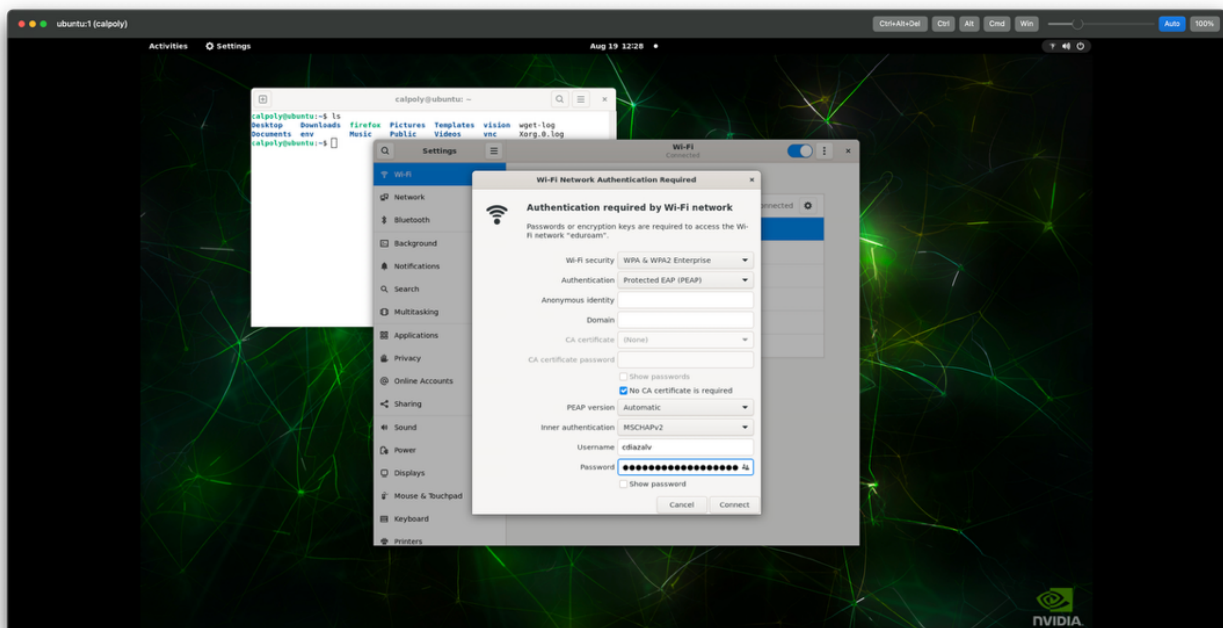 ubuntu:1 (calpoly)
Ctrl+Alt+Del Ctrl Alt Cmd Win Auto 100%
Activities Settings Aug 19 12:28
calpoly@ubuntu: ~
calpoly@ubuntu:~$ ls
Desktop Downloads firefox Pictures Templates vision wget-log
Documents env Music Public Videos vnc Xorg.0.log
calpoly@ubuntu:~$
Settings
Wi-Fi
Connected
Wi-Fi
Network
Bluetooth
Background
Notifications
Search
Multitasking
Applications
Privacy
Online Accounts
Sharing
Sound
Power
Displays
Mouse & Touchpad
Keyboard
Printers
Wi-Fi Network Authentication Required
Authentication required by Wi-Fi network
Passwords or encryption keys are required to access the Wi-
Fi network "eduroam".
Wi-Fi security WPA & WPA2 Enterprise
Authentication Protected EAP (PEAP)
Anonymous identity
Domain
CA certificate (None)
CA certificate password
Show passwords
No CA certificate is required
PEAP version Automatic
Inner authentication MSCHAPv2
Username cdiazalv
Password
Show password
Cancel Connect
NVIDIA.